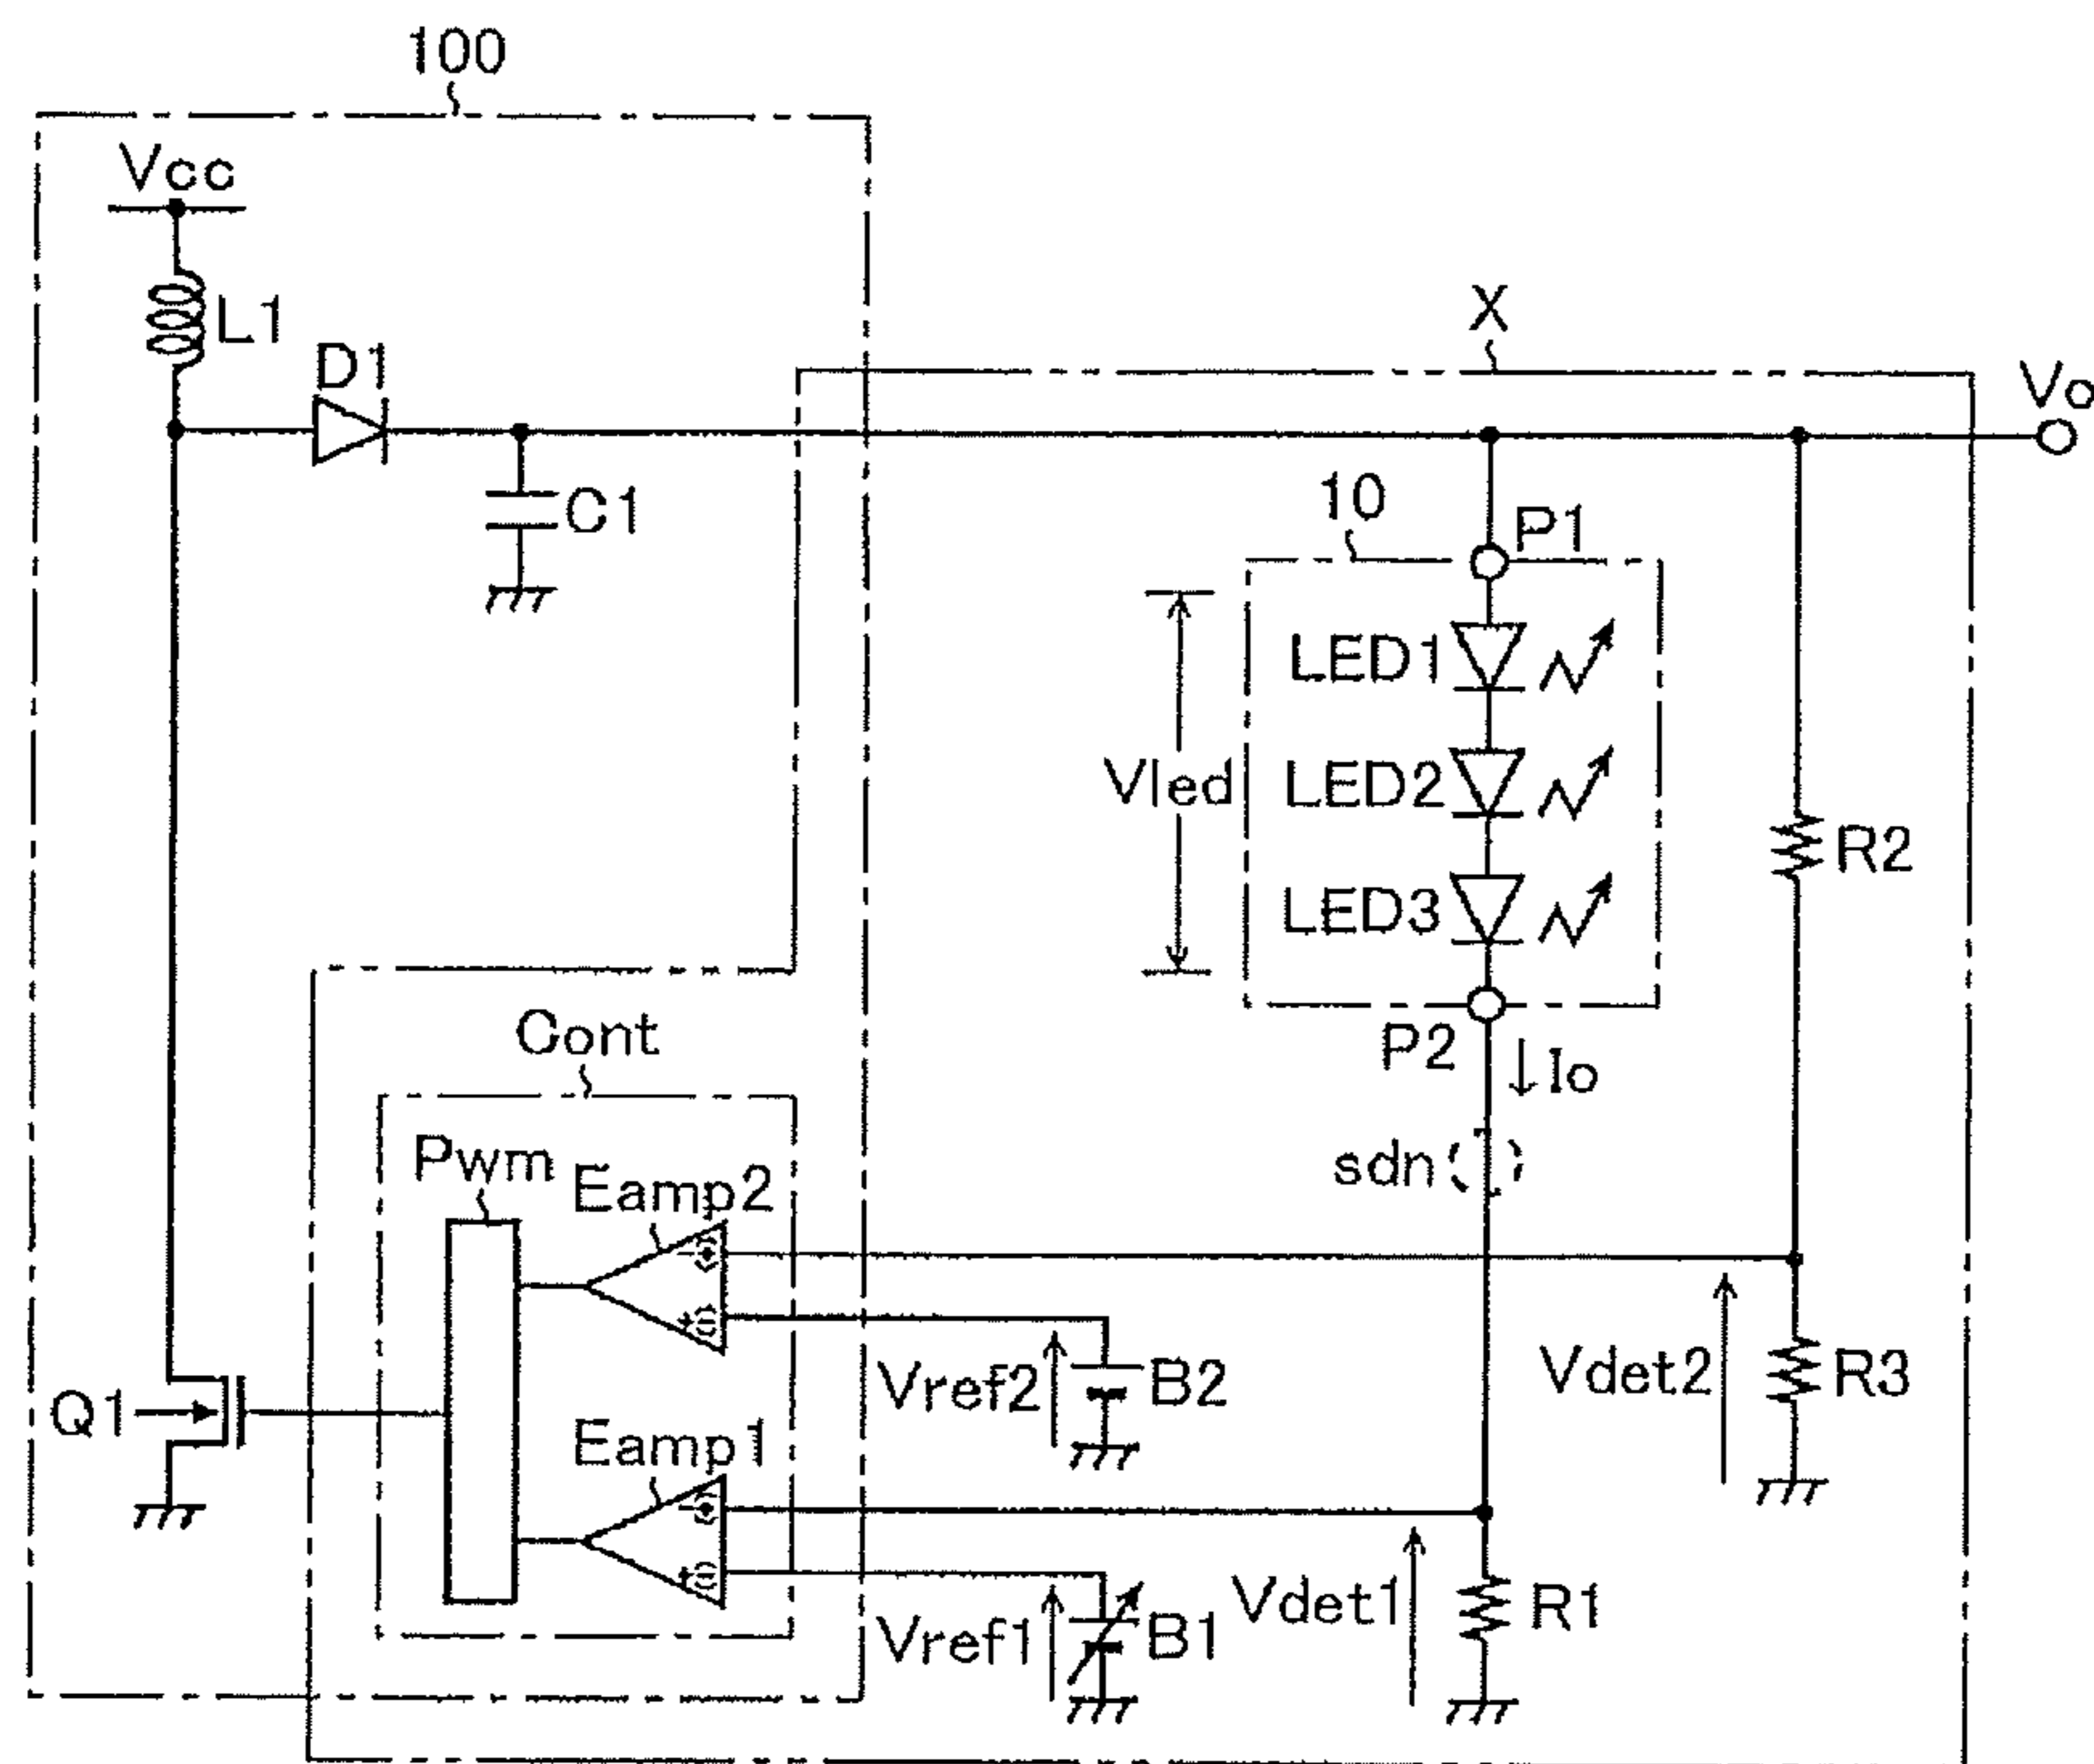 100
Vcc
L1
D1
X
Vo
C1
10
P1
LED1
Vled
LED2
R2
LED3
Cont
P2
Io
Pwm
Eamp2
sdn
Vref2
B2
Vdet2
R3
Q1
Eamp1
Vref1
B1
Vdet1
R1